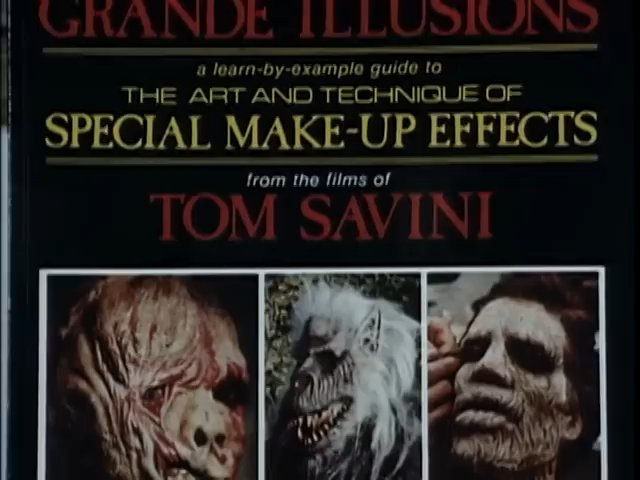 GRANDE ILLUSIONS
a learn-by-example guide to
THE ART AND TECHNIQUE OF
SPECIAL MAKE-UP EFFECTS
from the films of
TOM SAVINI